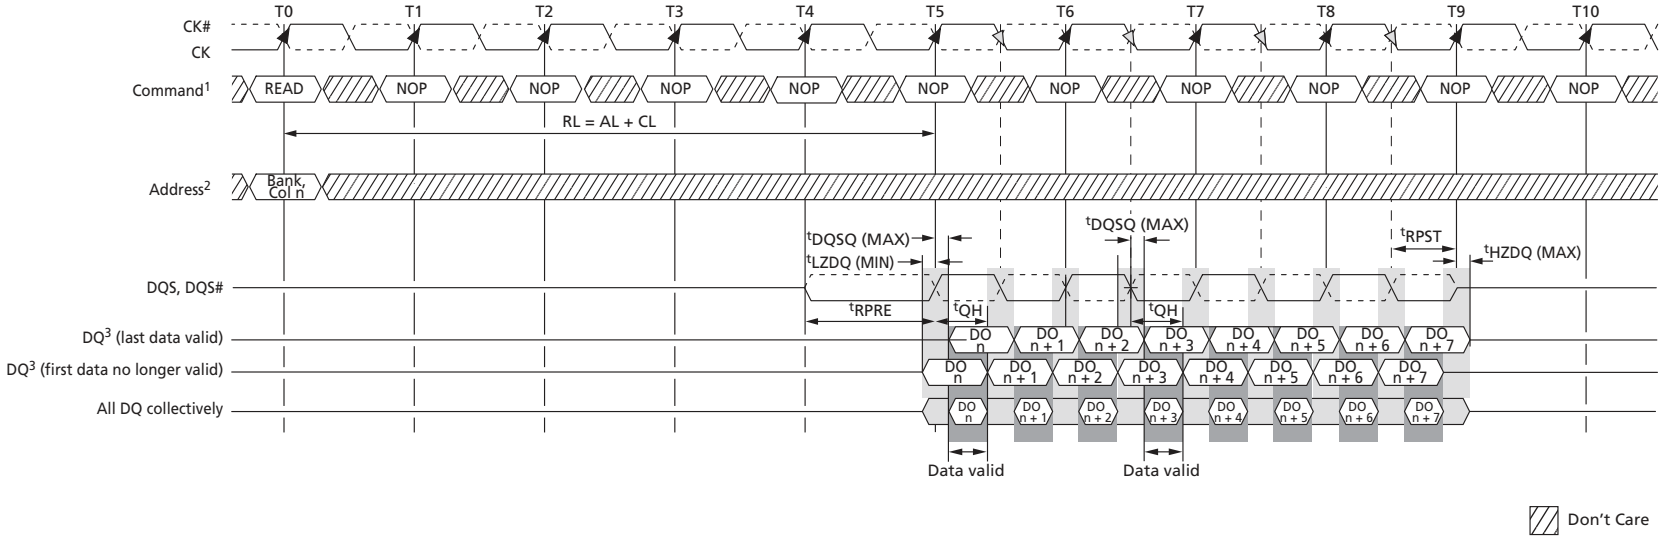 T0 T1 T2 T3 T4 T5 T6 T7 T8 T9 T10
CK#
CK
Command1 READ NOP NOP NOP NOP NOP NOP NOP NOP NOP NOP
RL = AL + CL
Address2 Bank, Col n
tDQSQ (MAX) tDQSQ (MAX) tRPST
tLZDQ (MIN) tHZDQ (MAX)
DQS, DQS#
tRPRE tQH tQH
DQ3 (last data valid) DO n DO n + 1 DO n + 2 DO n + 3 DO n + 4 DO n + 5 DO n + 6 DO n + 7
DQ3 (first data no longer valid) DO n DO n + 1 DO n + 2 DO n + 3 DO n + 4 DO n + 5 DO n + 6 DO n + 7
All DQ collectively DO n DO n + 1 DO n + 2 DO n + 3 DO n + 4 DO n + 5 DO n + 6 DO n + 7
Data valid Data valid
Don't Care